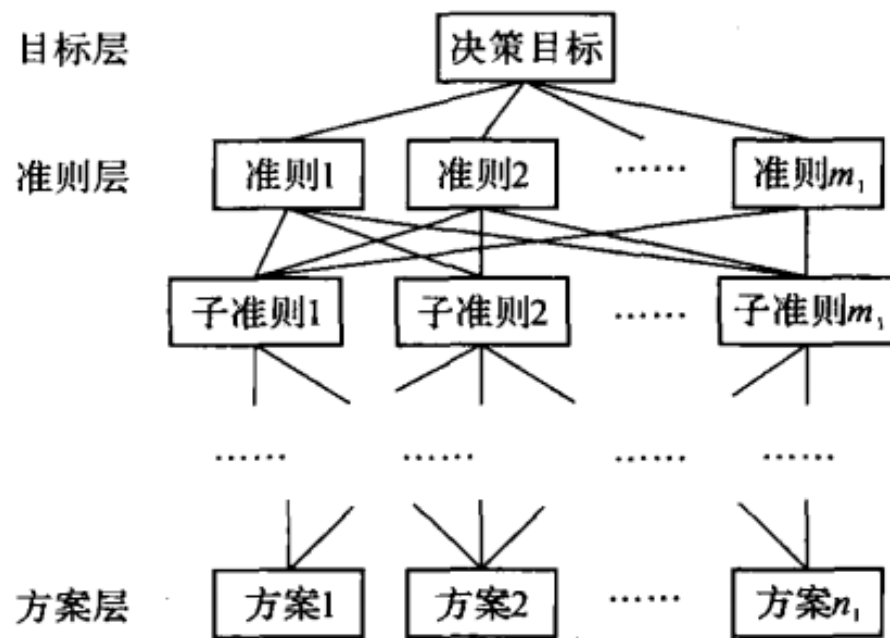 目标层 决策目标
准则层 准则1 准则2 …… 准则m₁
子准则1 子准则2 …… 子准则m₁
…… …… …… ……
方案层 方案1 方案2 …… 方案n₁